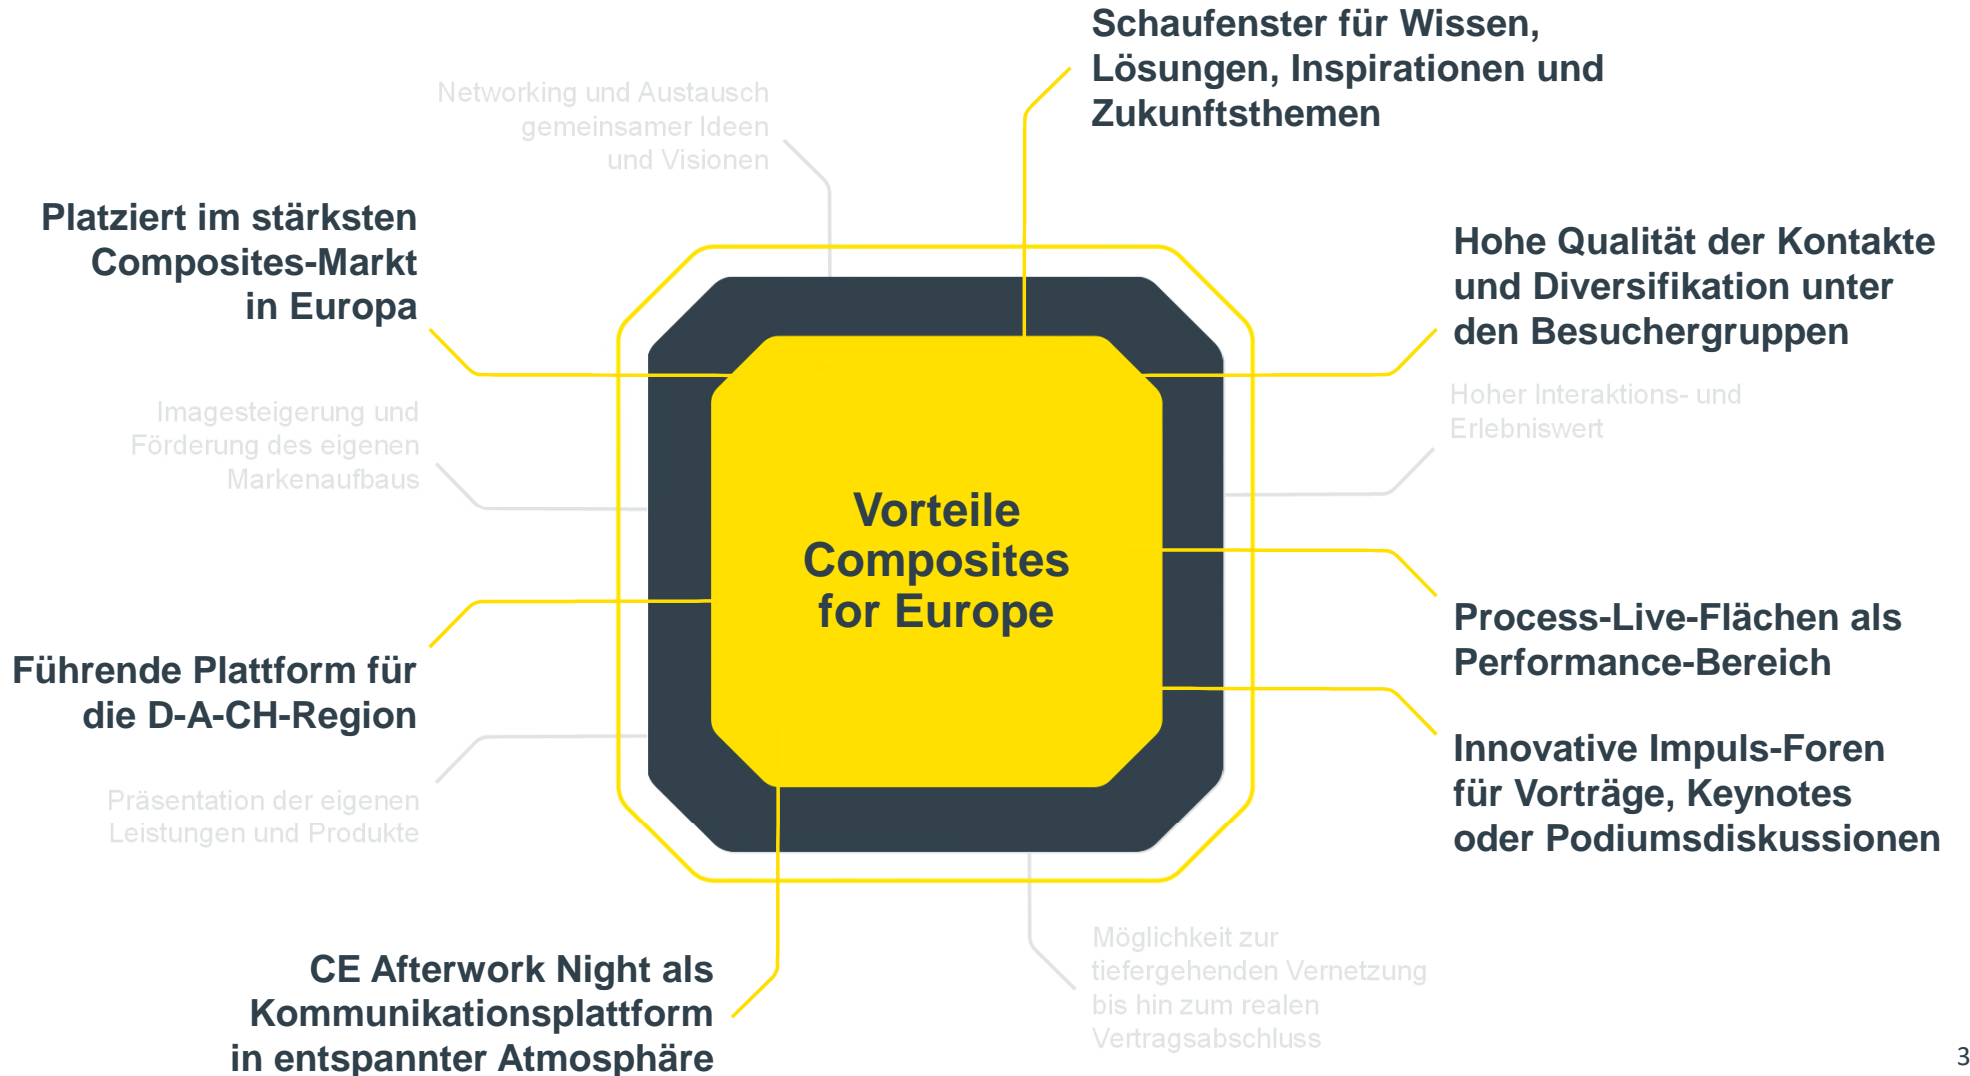 Schaufenster für Wissen,
Lösungen, Inspirationen und
Zukunftsthemen
Networking und Austausch
gemeinsamer Ideen
und Visionen
Platziert im stärksten
Composites-Markt
in Europa
Hohe Qualität der Kontakte
und Diversifikation unter
den Besuchergruppen
Imagesteigerung und
Förderung des eigenen
Markenaufbaus
Hoher Interaktions- und
Erlebniswert
Vorteile
Composites
for Europe
Führende Plattform für
die D-A-CH-Region
Process-Live-Flächen als
Performance-Bereich
Präsentation der eigenen
Leistungen und Produkte
Innovative Impuls-Foren
für Vorträge, Keynotes
oder Podiumsdiskussionen
CE Afterwork Night als
Kommunikationsplattform
in entspannter Atmosphäre
Möglichkeit zur
tiefergehenden Vernetzung
bis hin zum realen
Vertragsabschluss
3